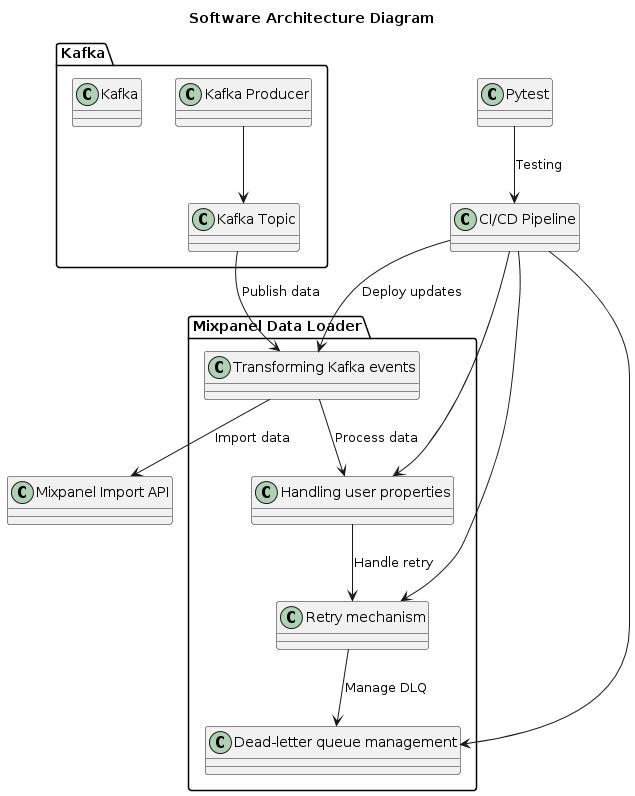 Software Architecture Diagram
Kafka
C Kafka
C Kafka Producer
C Pytest
Testing
C Kafka Topic
C CI/CD Pipeline
Publish data
Deploy updates
Mixpanel Data Loader
C Transforming Kafka events
Import data
Process data
C Mixpanel Import API
C Handling user properties
Handle retry
C Retry mechanism
Manage DLQ
C Dead-letter queue management